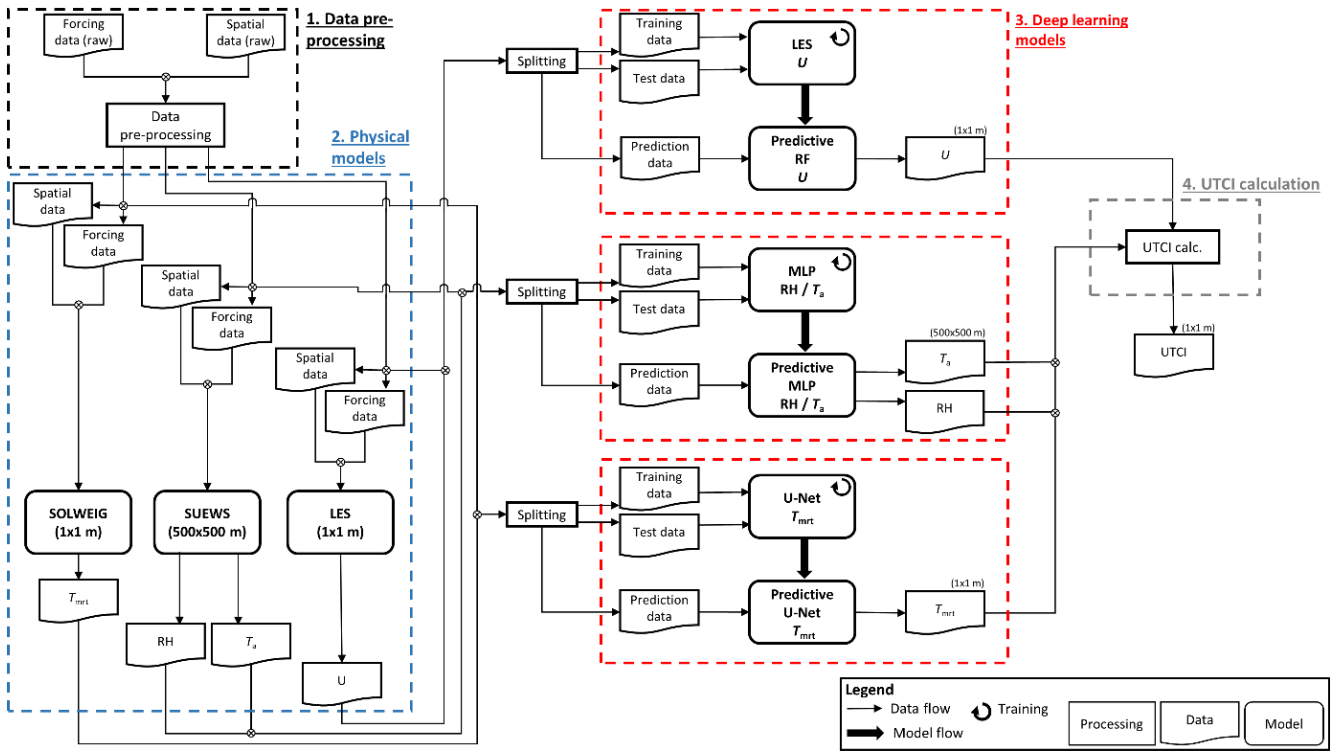 Forcing
data (raw)
Spatial
data (raw)
1. Data pre-
processing
Data
pre-processing
2. Physical
models
Spatial
data
Forcing
data
Spatial
data
Forcing
data
Spatial
data
Forcing
data
SOLWEIG
(1x1 m)
SUEWS
(500x500 m)
LES
(1x1 m)
Tmrt
RH
Ta
U
3. Deep learning
models
Splitting
Training
data
Test data
LES
U
Prediction
data
Predictive
RF
U
(1x1 m)
U
Splitting
Training
data
Test data
MLP
RH / Ta
Prediction
data
Predictive
MLP
RH / Ta
(500x500 m)
Ta
RH
Splitting
Training
data
Test data
U-Net
Tmrt
Prediction
data
Predictive
U-Net
Tmrt
(1x1 m)
Tmrt
4. UTCI calculation
UTCI calc.
(1x1 m)
UTCI
Legend
Data flow
Training
Model flow
Processing
Data
Model